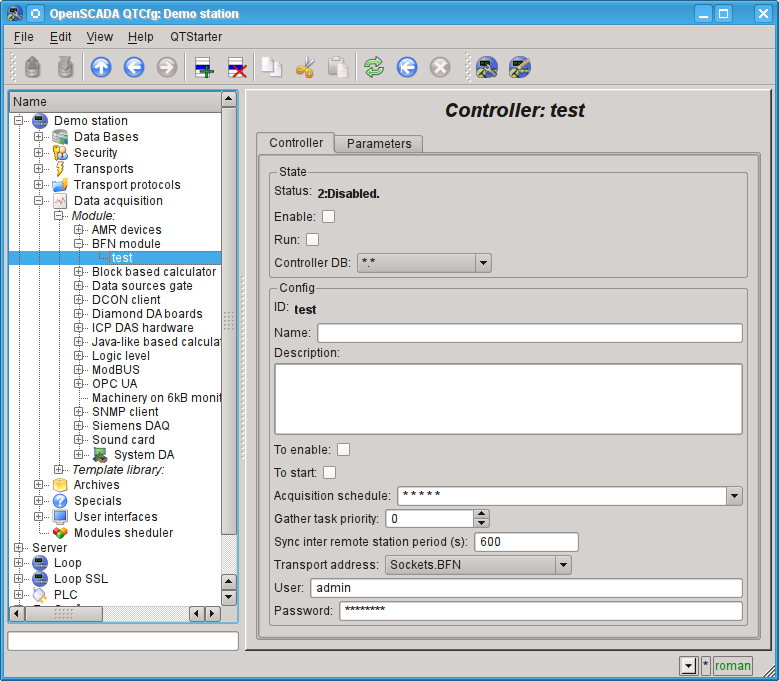 OpenSCADA QTCfg: Demo station
File Edit View Help QTStarter
Name
Demo station
Data Bases
Security
Transports
Transport protocols
Data acquisition
Module:
AMR devices
BFN module
test
Block based calculator
Data sources gate
DCON client
Diamond DA boards
ICP DAS hardware
Java-like based calcula
Logic level
ModBUS
OPC UA
Machinery on 6kB monit
SNMP client
Siemens DAQ
Sound card
System DA
Template library:
Archives
Specials
User interfaces
Modules sheduler
Server
Loop
Loop SSL
PLC
Controller: test
Controller Parameters
State
Status: 2:Disabled.
Enable:
Run:
Controller DB: *.*
Config
ID: test
Name:
Description:
To enable:
To start:
Acquisition schedule: * * * * *
Gather task priority: 0
Sync inter remote station period (s): 600
Transport address: Sockets.BFN
User: admin
Password: ********
* roman